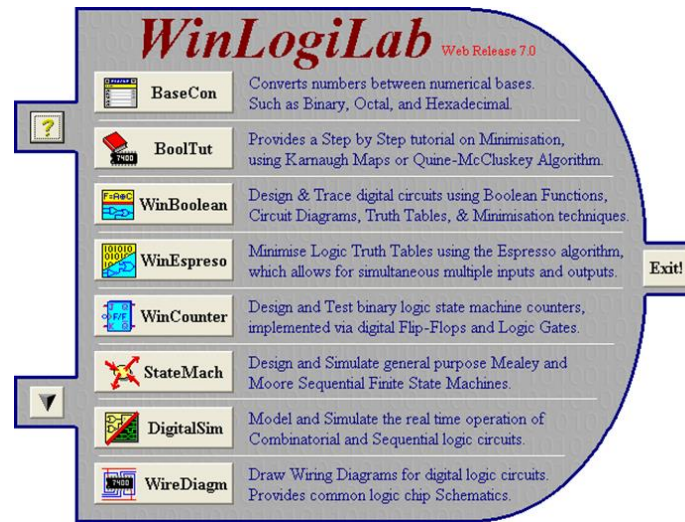 WinLogiLab Web Release 7.0
BaseCon
Converts numbers between numerical bases.
Such as Binary, Octal, and Hexadecimal.
?
BoolTut
7400
Provides a Step by Step tutorial on Minimisation,
using Karnaugh Maps or Quine-McCluskey Algorithm.
F=A⊕C
WinBoolean
Design & Trace digital circuits using Boolean Functions,
Circuit Diagrams, Truth Tables, & Minimisation techniques.
WinEspreso
Minimise Logic Truth Tables using the Espresso algorithm,
which allows for simultaneous multiple inputs and outputs.
Exit!
F/F
WinCounter
Design and Test binary logic state machine counters,
implemented via digital Flip-Flops and Logic Gates.
StateMach
Design and Simulate general purpose Mealey and
Moore Sequential Finite State Machines.
DigitalSim
Model and Simulate the real time operation of
Combinatorial and Sequential logic circuits.
7400
WireDiagm
Draw Wiring Diagrams for digital logic circuits.
Provides common logic chip Schematics.